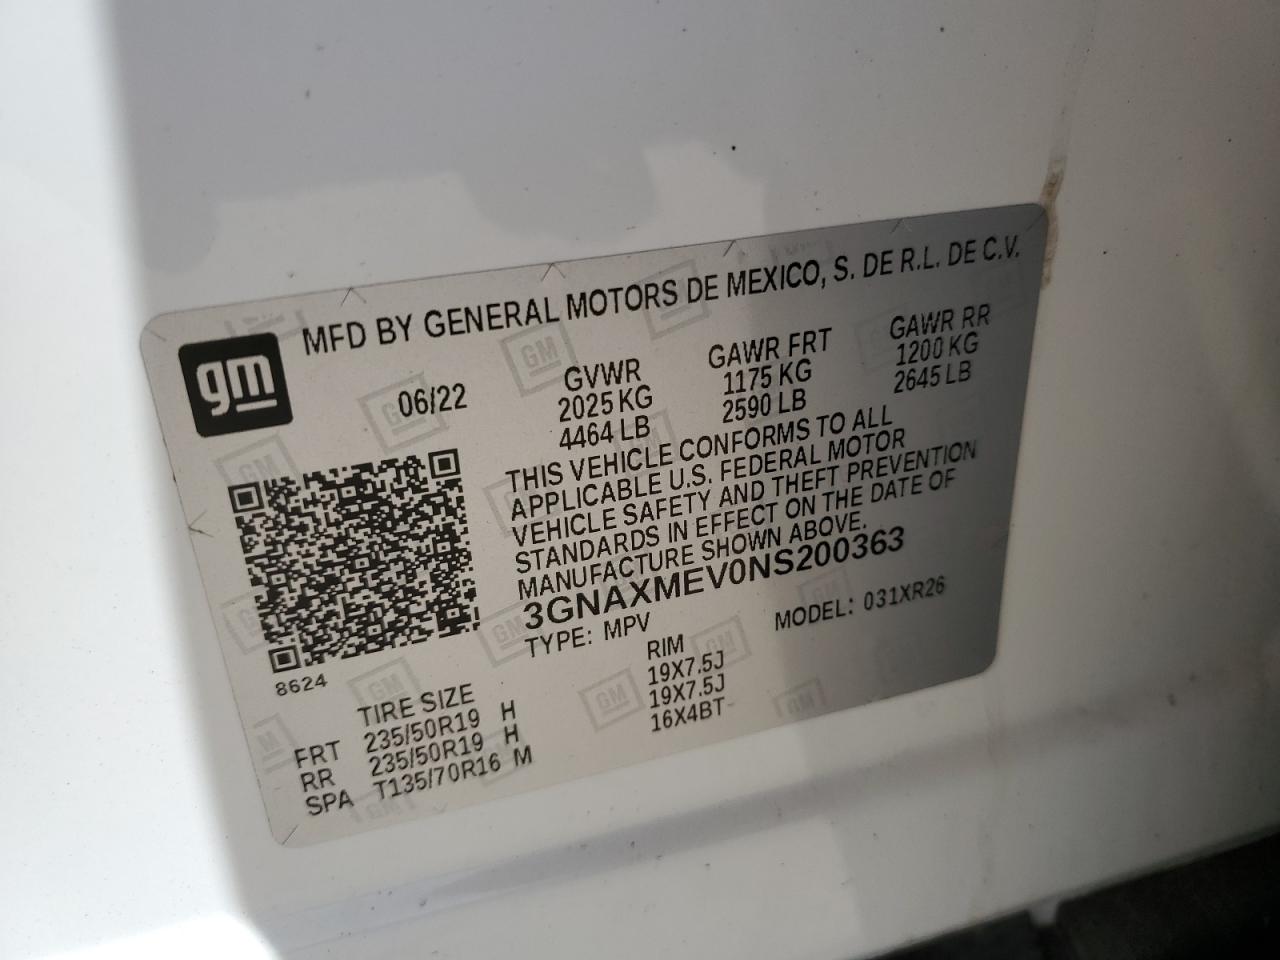 MFD BY GENERAL MOTORS DE MEXICO, S. DE R.L. DE C.V.
gm
06/22
GVWR GAWR FRT GAWR RR
2025 KG 1175 KG 1200 KG
4464 LB 2590 LB 2645 LB
THIS VEHICLE CONFORMS TO ALL
APPLICABLE U.S. FEDERAL MOTOR
VEHICLE SAFETY AND THEFT PREVENTION
STANDARDS IN EFFECT ON THE DATE OF
MANUFACTURE SHOWN ABOVE.
3GNAXMEV0NS200363
TYPE: MPV MODEL: 031XR26
8624
TIRE SIZE RIM
FRT 235/50R19 H 19X7.5J
RR 235/50R19 H 19X7.5J
SPA T135/70R16 M 16X4BT